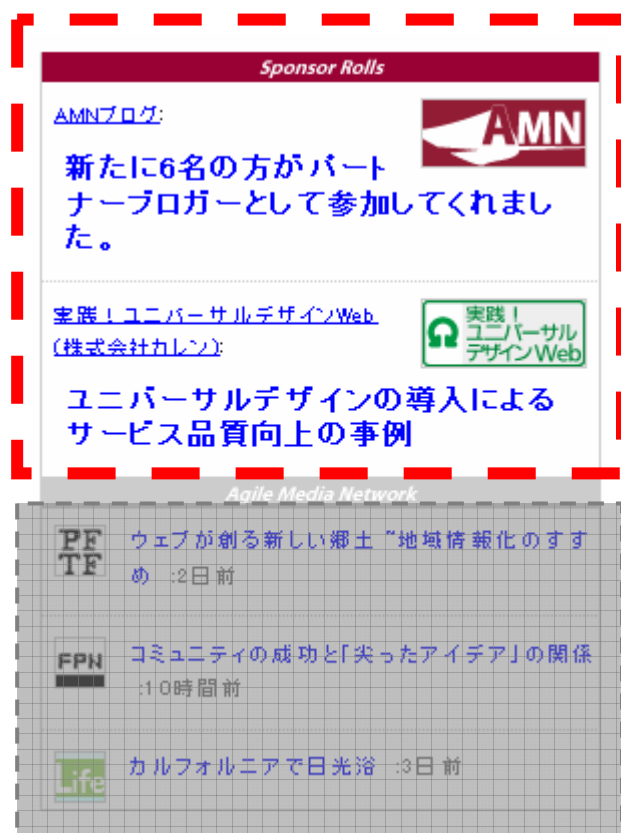 Sponsor Rolls
AMNブログ:
AMN
新たに6名の方がパート
ナーブロガーとして参加してくれまし
た。
実践！ユニバーサルデザインWeb
(株式会社カレン):
実践！
ユニバーサル
デザインWeb
ユニバーサルデザインの導入による
サービス品質向上の事例
Agile Media Network
PF
TF
ウェブが創る新しい郷土 ~地域情報化のすす
め :2日前
FPN
コミュニティの成功と「尖ったアイデア」の関係
:10時間前
Life
カルフォルニアで日光浴 :3日前